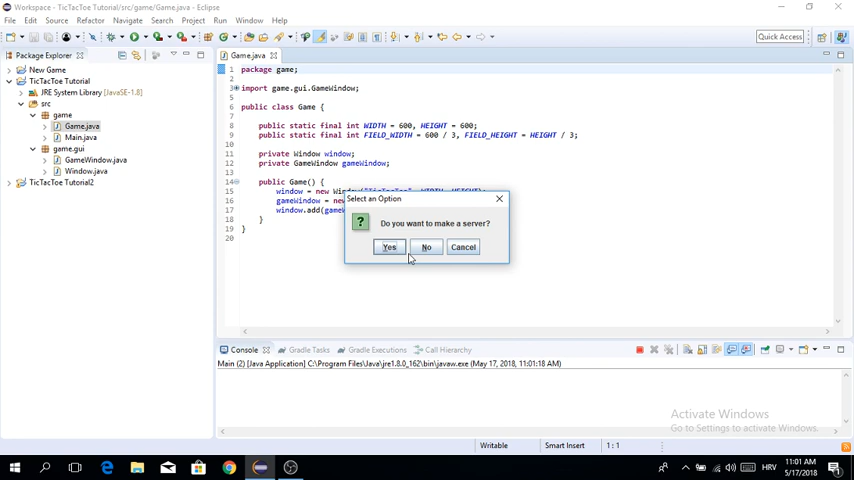 Workspace - TicTacToe Tutorial/src/game/Game.java - Eclipse
File Edit Source Refactor Navigate Search Project Run Window Help
Quick Access
Package Explorer
New Game
TicTacToe Tutorial
JRE System Library [JavaSE-1.8]
src
game
Game.java
Main.java
game.gui
GameWindow.java
Window.java
TicTacToe Tutorial2
Game.java
1 package game;
2
3 import game.gui.GameWindow;
5
6 public class Game {
7
8 public static final int WIDTH = 600, HEIGHT = 600;
9 public static final int FIELD_WIDTH = 600 / 3, FIELD_HEIGHT = HEIGHT / 3;
10
11 private Window window;
12 private GameWindow gameWindow;
13
14 public Game() {
15 window = new Window("TicTacToe", WIDTH, HEIGHT);
16 gameWindow = new
17 window.add(gameW
18 }
19 }
20
Select an Option
Do you want to make a server?
Yes No Cancel
Console Gradle Tasks Gradle Executions Call Hierarchy
Main (2) [Java Application] C:\Program Files\Java\jre1.8.0_162\bin\javaw.exe (May 17, 2018, 11:01:18 AM)
Activate Windows
Go to Settings to activate Windows.
Writable Smart Insert 1 : 1
HRV
11:01 AM
5/17/2018